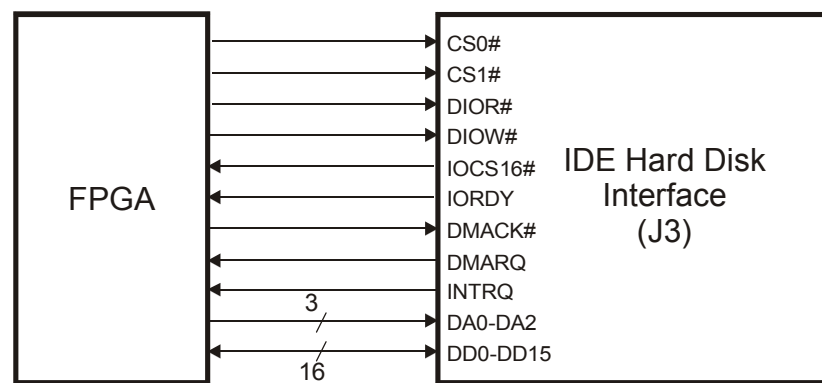 FPGA
CS0#
CS1#
DIOR#
DIOW#
IOCS16#
IORDY
DMACK#
DMARQ
INTRQ
3
DA0-DA2
DD0-DD15
16
IDE Hard Disk
Interface
(J3)